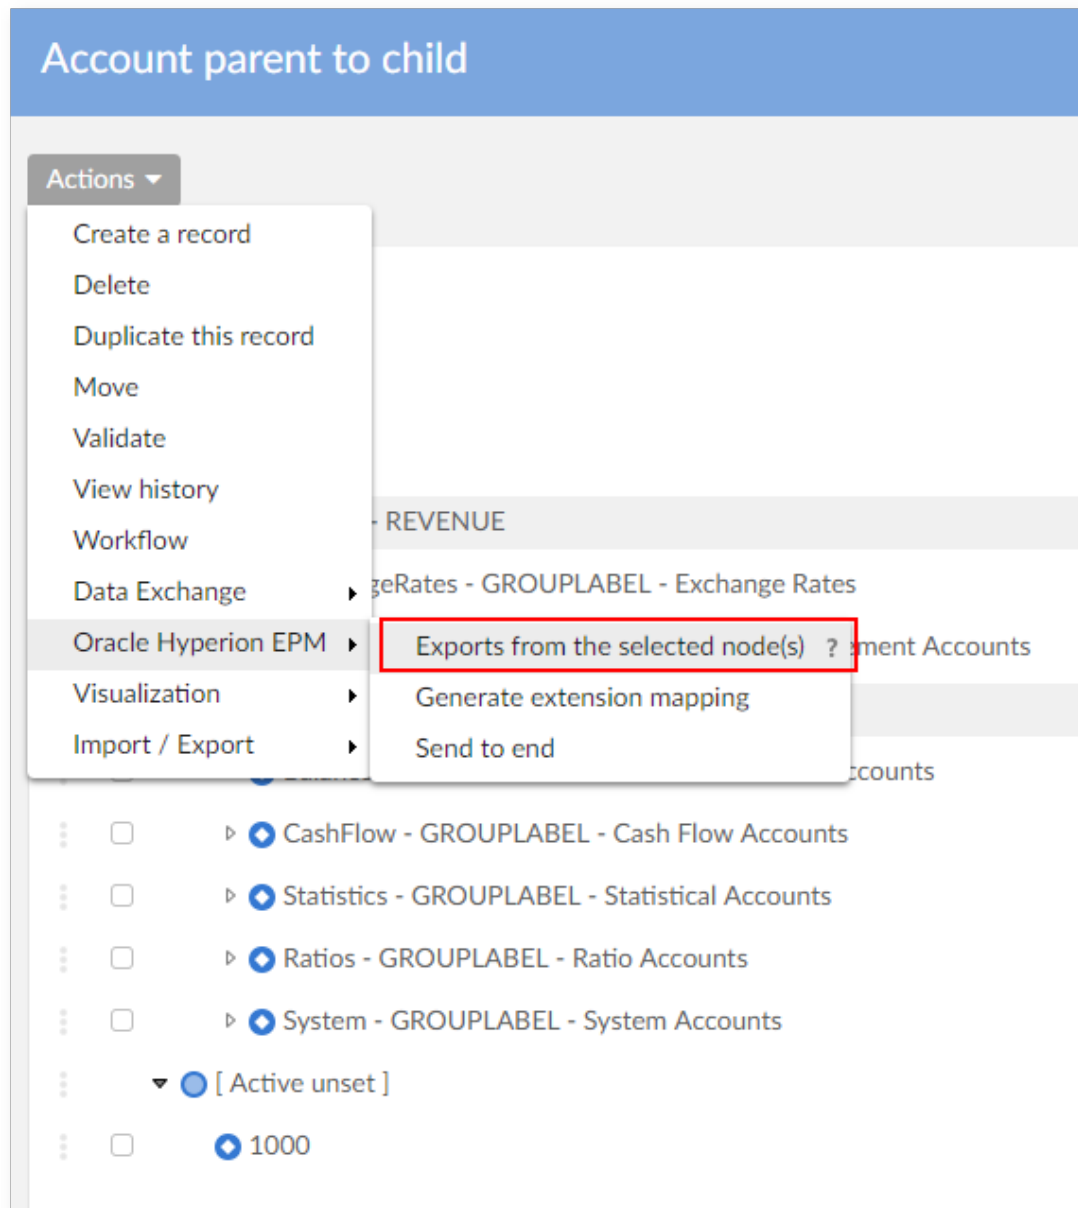 Account parent to child
Actions
Create a record
Delete
Duplicate this record
Move
Validate
View history
Workflow
- REVENUE
Data Exchange
geRates - GROUPLABEL - Exchange Rates
Oracle Hyperion EPM
Exports from the selected node(s) ?
ement Accounts
Visualization
Generate extension mapping
Import / Export
Send to end
ccounts
CashFlow - GROUPLABEL - Cash Flow Accounts
Statistics - GROUPLABEL - Statistical Accounts
Ratios - GROUPLABEL - Ratio Accounts
System - GROUPLABEL - System Accounts
[ Active unset ]
1000